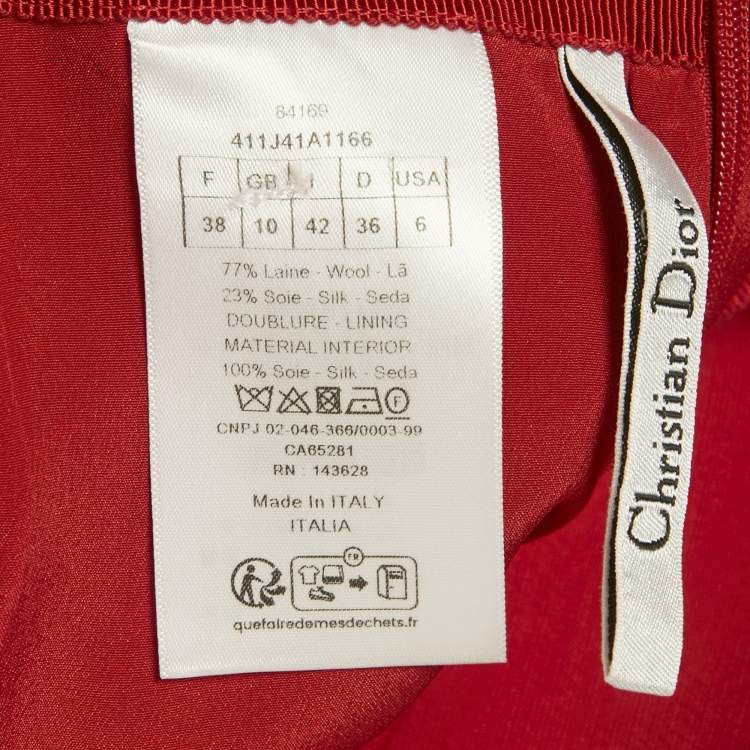 84169
411J41A1166
F GB I D USA
38 10 42 36 6
77% Laine - Wool - Lã
23% Soie - Silk - Seda
DOUBLURE - LINING
MATERIAL INTERIOR
100% Soie - Silk - Seda
F
CNPJ 02-046-366/0003-99
CA65281
RN : 143628
Made In ITALY
ITALIA
FR
quefairedemesdechets.fr
Christian Dior